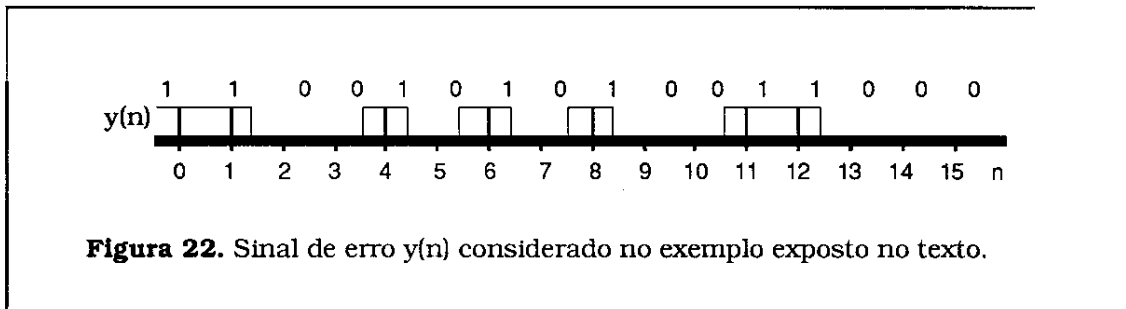 1 1 0 0 1 0 1 0 1 0 0 1 1 0 0 0
y(n)
0 1 2 3 4 5 6 7 8 9 10 11 12 13 14 15 n
Figura 22. Sinal de erro y(n) considerado no exemplo exposto no texto.